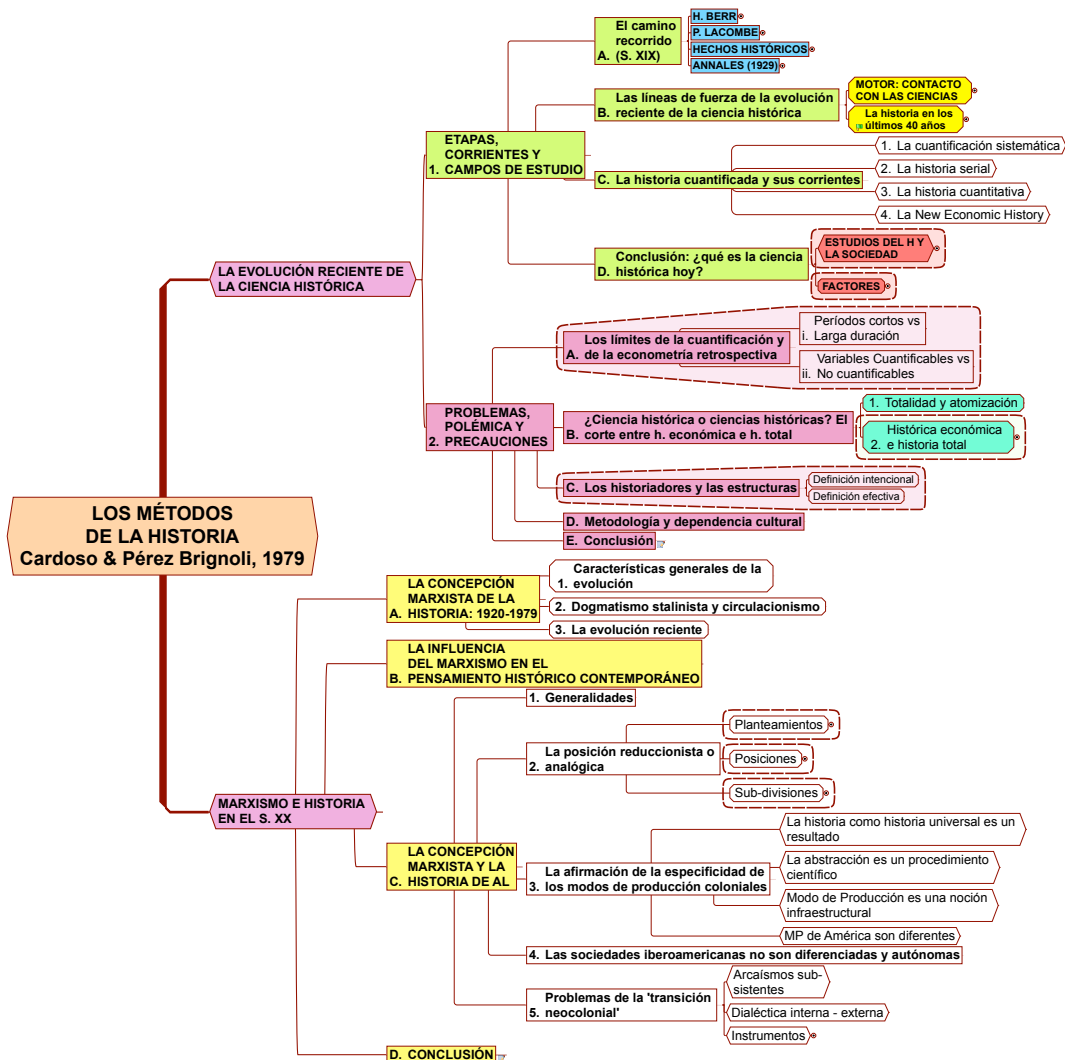 LOS MÉTODOS
DE LA HISTORIA
Cardoso & Pérez Brignoli, 1979
LA EVOLUCIÓN RECIENTE DE
LA CIENCIA HISTÓRICA
ETAPAS,
CORRIENTES Y
1. CAMPOS DE ESTUDIO
El camino
recorrido
A. (S. XIX)
H. BERR
P. LACOMBE
HECHOS HISTÓRICOS
ANNALES (1929)
Las líneas de fuerza de la evolución
B. reciente de la ciencia histórica
MOTOR: CONTACTO
CON LAS CIENCIAS
La historia en los
últimos 40 años
C. La historia cuantificada y sus corrientes
1. La cuantificación sistemática
2. La historia serial
3. La historia cuantitativa
4. La New Economic History
Conclusión: ¿qué es la ciencia
D. histórica hoy?
ESTUDIOS DEL H Y
LA SOCIEDAD
FACTORES
PROBLEMAS,
POLÉMICA Y
2. PRECAUCIONES
Los límites de la cuantificación y
A. de la econometría retrospectiva
Períodos cortos vs
i. Larga duración
Variables Cuantificables vs
ii. No cuantificables
¿Ciencia histórica o ciencias históricas? El
B. corte entre h. económica e h. total
1. Totalidad y atomización
Histórica económica
2. e historia total
C. Los historiadores y las estructuras
Definición intencional
Definición efectiva
D. Metodología y dependencia cultural
E. Conclusión
MARXISMO E HISTORIA
EN EL S. XX
LA CONCEPCIÓN
MARXISTA DE LA
A. HISTORIA: 1920-1979
Características generales de la
1. evolución
2. Dogmatismo stalinista y circulacionismo
3. La evolución reciente
LA INFLUENCIA
DEL MARXISMO EN EL
B. PENSAMIENTO HISTÓRICO CONTEMPORÁNEO
LA CONCEPCIÓN
MARXISTA Y LA
C. HISTORIA DE AL
1. Generalidades
La posición reduccionista o
2. analógica
Planteamientos
Posiciones
Sub-divisiones
La afirmación de la especificidad de
3. los modos de producción coloniales
La historia como historia universal es un
resultado
La abstracción es un procedimiento
científico
Modo de Producción es una noción
infraestructural
MP de América son diferentes
4. Las sociedades iberoamericanas no son diferenciadas y autónomas
Problemas de la 'transición
5. neocolonial'
Arcaísmos sub-
sistentes
Dialéctica interna - externa
Instrumentos
D. CONCLUSIÓN